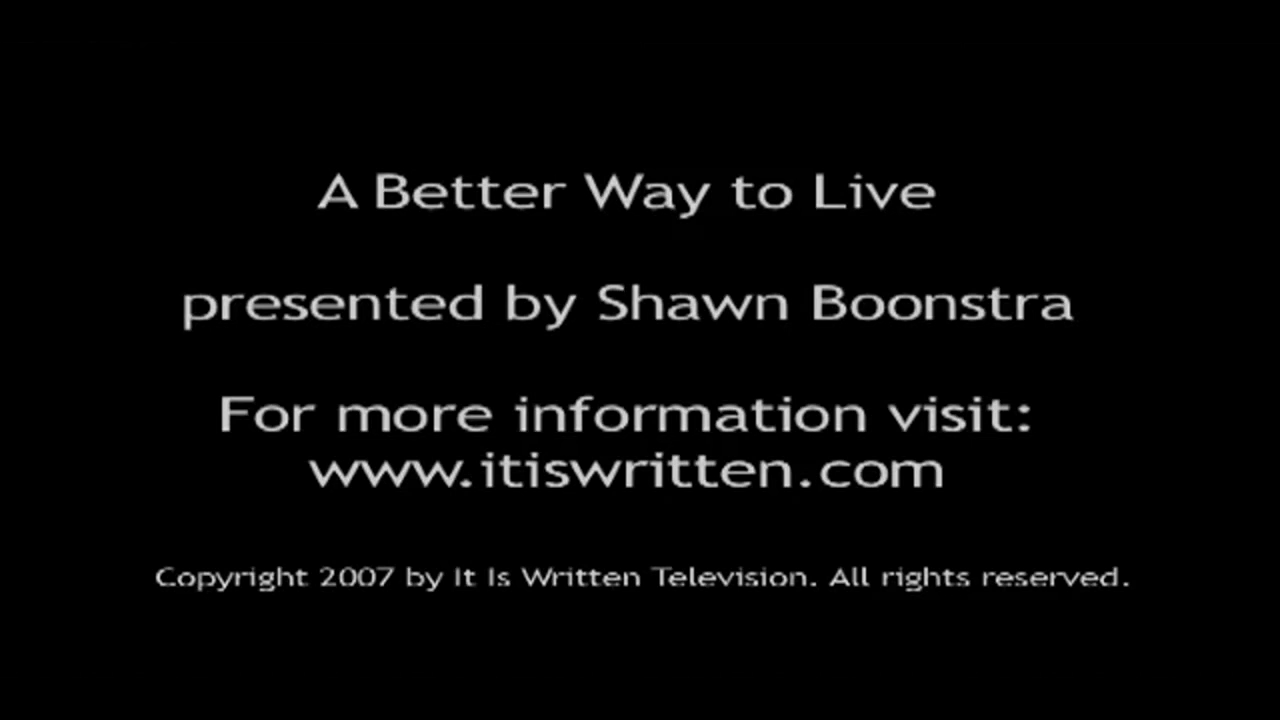 A Better Way to Live
presented by Shawn Boonstra
For more information visit:
www.itiswritten.com
Copyright 2007 by It Is Written Television. All rights reserved.